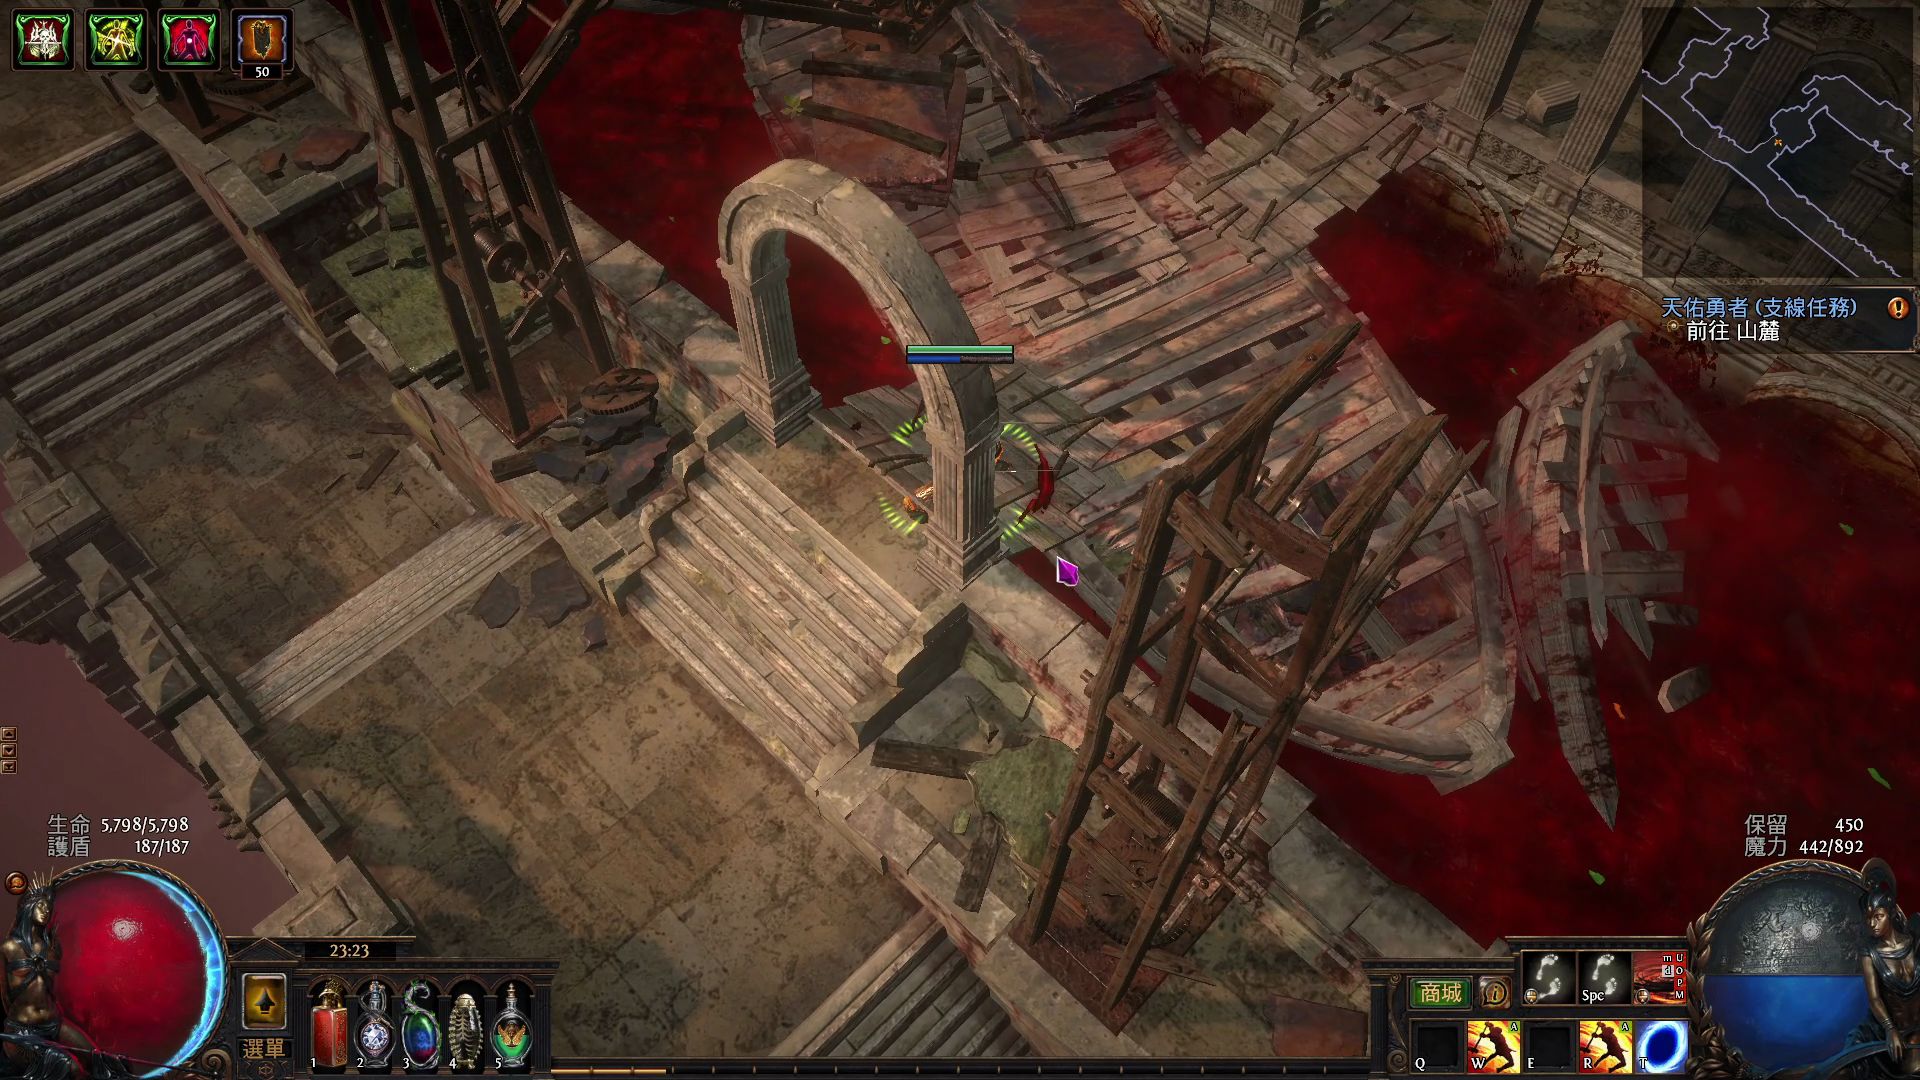 50
天佑勇者 (支線任務)
前往 山麓
生命 5,798/5,798
護盾 187/187
保留 450
魔力 442/892
23:23
選單
1 2 3 4 5
商城
Spc
m U
d O
P
M
Q W A E R A T